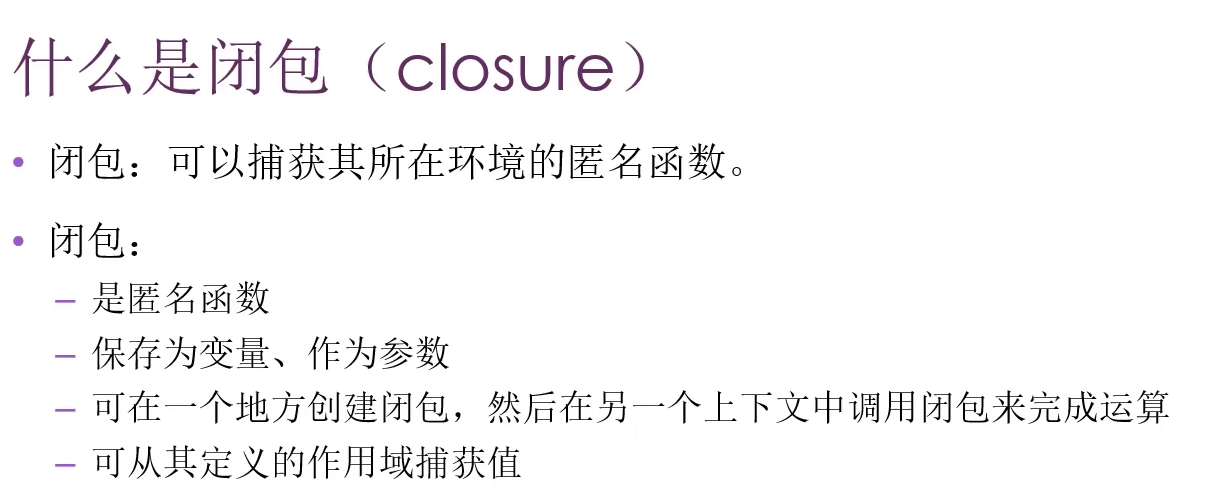 什么是闭包（closure）
• 闭包：可以捕获其所在环境的匿名函数。
• 闭包：
– 是匿名函数
– 保存为变量、作为参数
– 可在一个地方创建闭包，然后在另一个上下文中调用闭包来完成运算
– 可从其定义的作用域捕获值